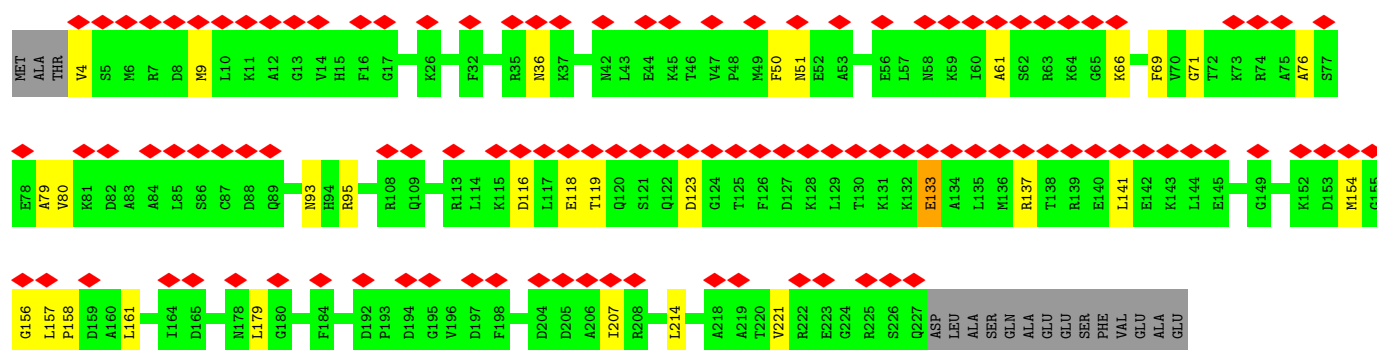 MET ALA THR V4 S5 M6 R7 D8 M9 L10 K11 A12 G13 V14 H15 F16 G17 K26 F32 R35 N36 K37 N42 L43 E44 K45 T46 V47 P48 M49 F50 N51 E52 A53 E56 L57 N58 K59 I60 A61 S62 R63 K64 G65 K66 F69 V70 G71 T72 K73 R74 A75 A76 S77
E78 A79 V80 K81 D82 A83 A84 L85 S86 C87 D88 Q89 N93 H94 R95 R108 Q109 R113 L114 K115 D116 L117 E118 T119 Q120 S121 Q122 D123 G124 T125 F126 D127 K128 L129 T130 K131 K132 E133 A134 L135 M136 R137 T138 R139 E140 L141 E142 K143 L144 E145 G149 K152 D153 M154 G155
G156 L157 P158 D159 A160 L161 I164 D165 N178 L179 G180 F184 D192 P193 D194 G195 V196 D197 F198 D204 D205 A206 I207 R208 L214 A218 A219 T220 V221 R222 E223 G224 R225 S226 Q227 ASP LEU ALA SER GLN ALA GLU GLU SER PHE VAL GLU ALA GLU